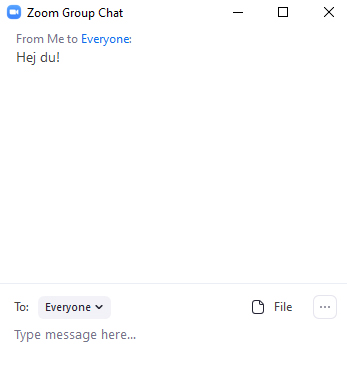 Zoom Group Chat
From Me to Everyone:
Hej du!
To: Everyone File
Type message here...